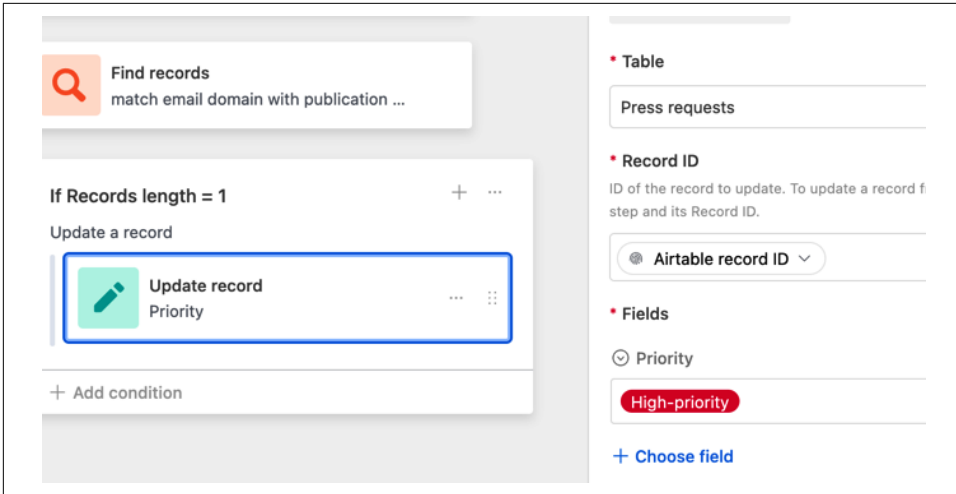 Find records
match email domain with publication ...
If Records length = 1
Update a record
Update record
Priority
+ Add condition
* Table
Press requests
* Record ID
ID of the record to update. To update a record f
step and its Record ID.
Airtable record ID
* Fields
Priority
High-priority
+ Choose field